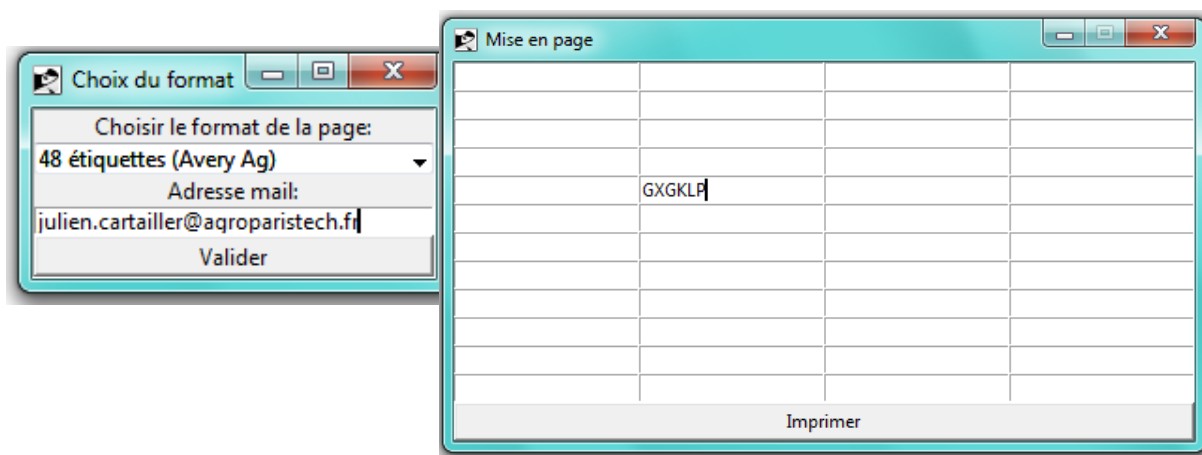 Choix du format
Choisir le format de la page:
48 étiquettes (Avery Ag)
Adresse mail:
julien.cartailler@agroparistech.fr
Valider
Mise en page
GXGKLP
Imprimer